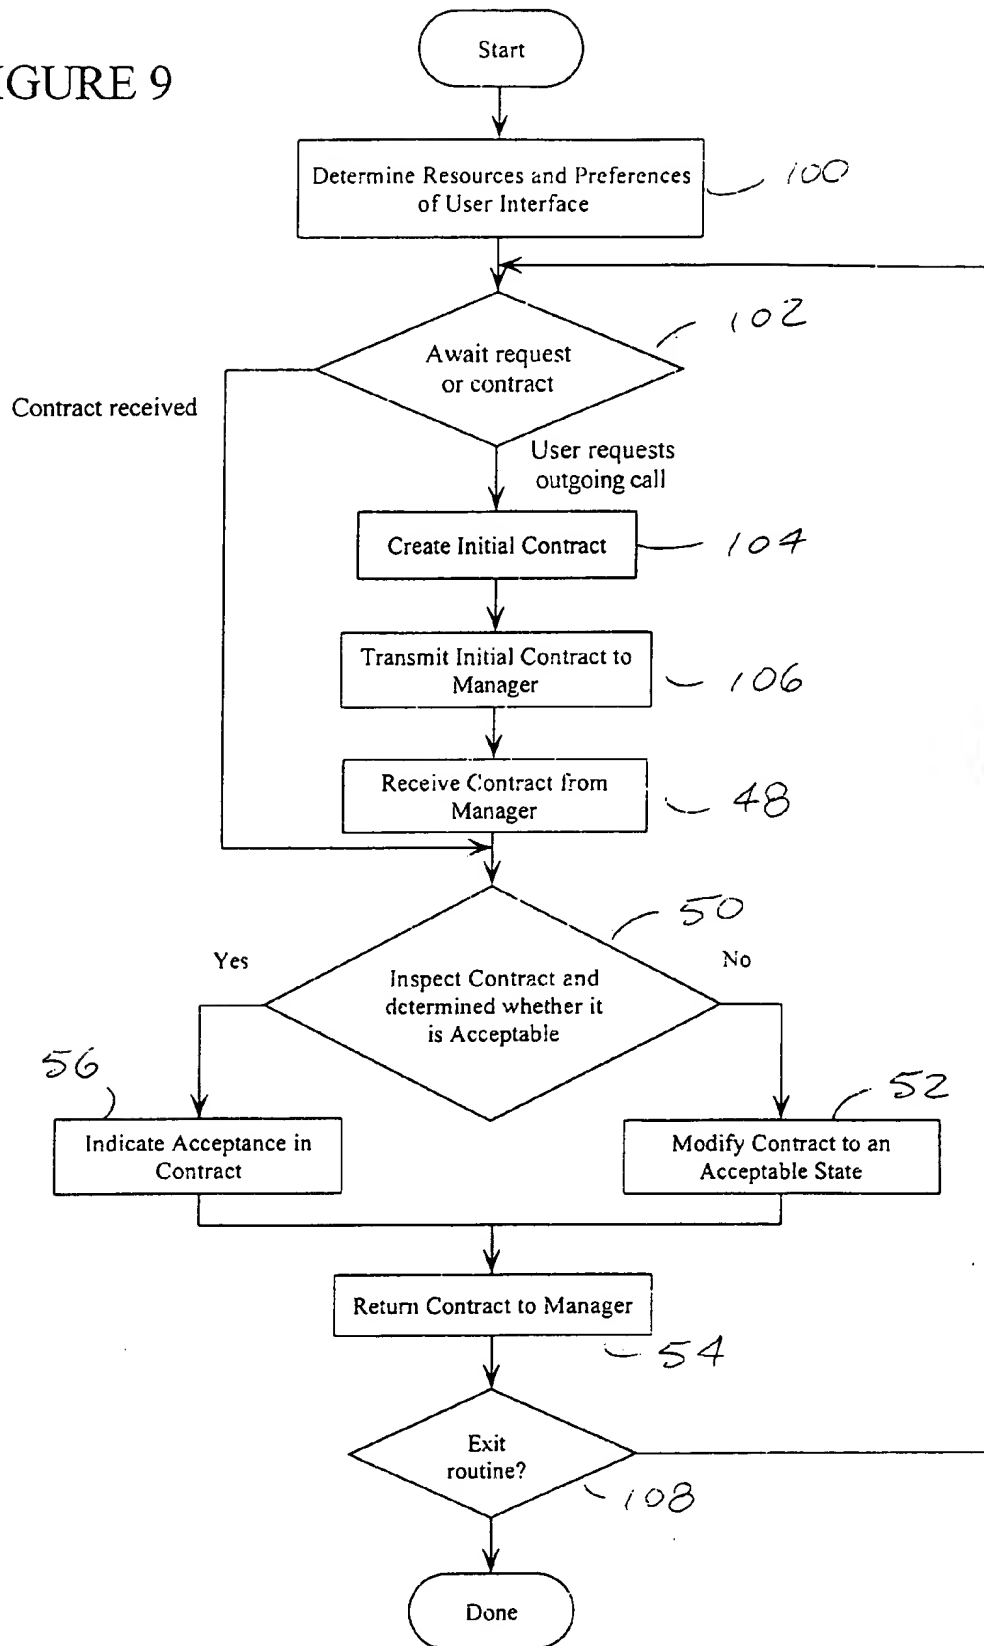 IGURE 9
Start
Determine Resources and Preferences
of User Interface
100
Await request
or contract
102
Contract received
User requests
outgoing call
Create Initial Contract
104
Transmit Initial Contract to
Manager
106
Receive Contract from
Manager
48
50
Yes
No
Inspect Contract and
determined whether it
is Acceptable
56
52
Indicate Acceptance in
Contract
Modify Contract to an
Acceptable State
Return Contract to Manager
54
Exit
routine?
108
Done